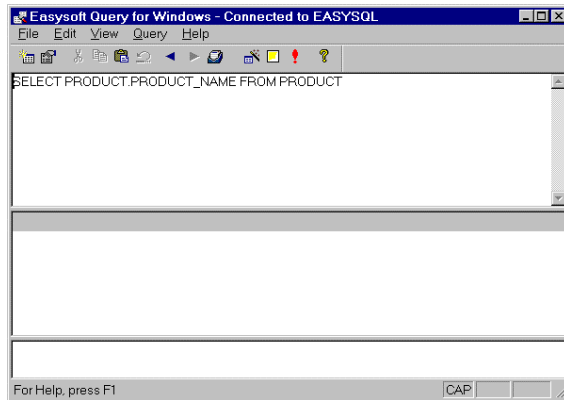 Easysoft Query for Windows - Connected to EASYSQL
File Edit View Query Help
SELECT PRODUCT.PRODUCT_NAME FROM PRODUCT
For Help, press F1 CAP